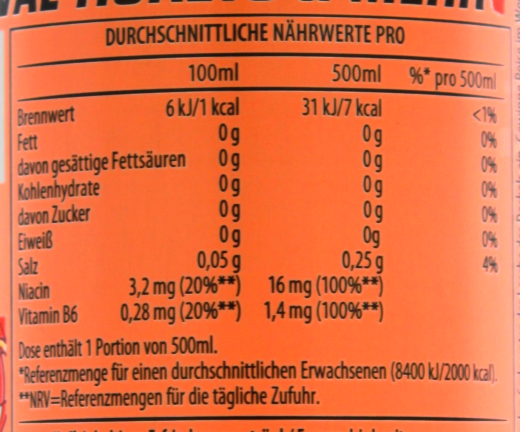 DURCHSCHNITTLICHE NÄHRWERTE PRO
100ml 500ml %* pro 500ml
Brennwert 6 kJ/1 kcal 31 kJ/7 kcal <1%
Fett 0 g 0 g 0%
davon gesättige Fettsäuren 0 g 0 g 0%
Kohlenhydrate 0 g 0 g 0%
davon Zucker 0 g 0 g 0%
Eiweiß 0 g 0g 0%
Salz 0,05 g 0,25 g 4%
Niacin 3,2 mg (20%**) 16 mg (100%**)
Vitamin B6 0,28 mg (20%**) 1,4 mg (100%**)
Dose enthält 1 Portion von 500ml.
*Referenzmenge für einen durchschnittlichen Erwachsenen (8400 kJ/2000 kcal).
**NRV=Referenzmengen für die tägliche Zufuhr.